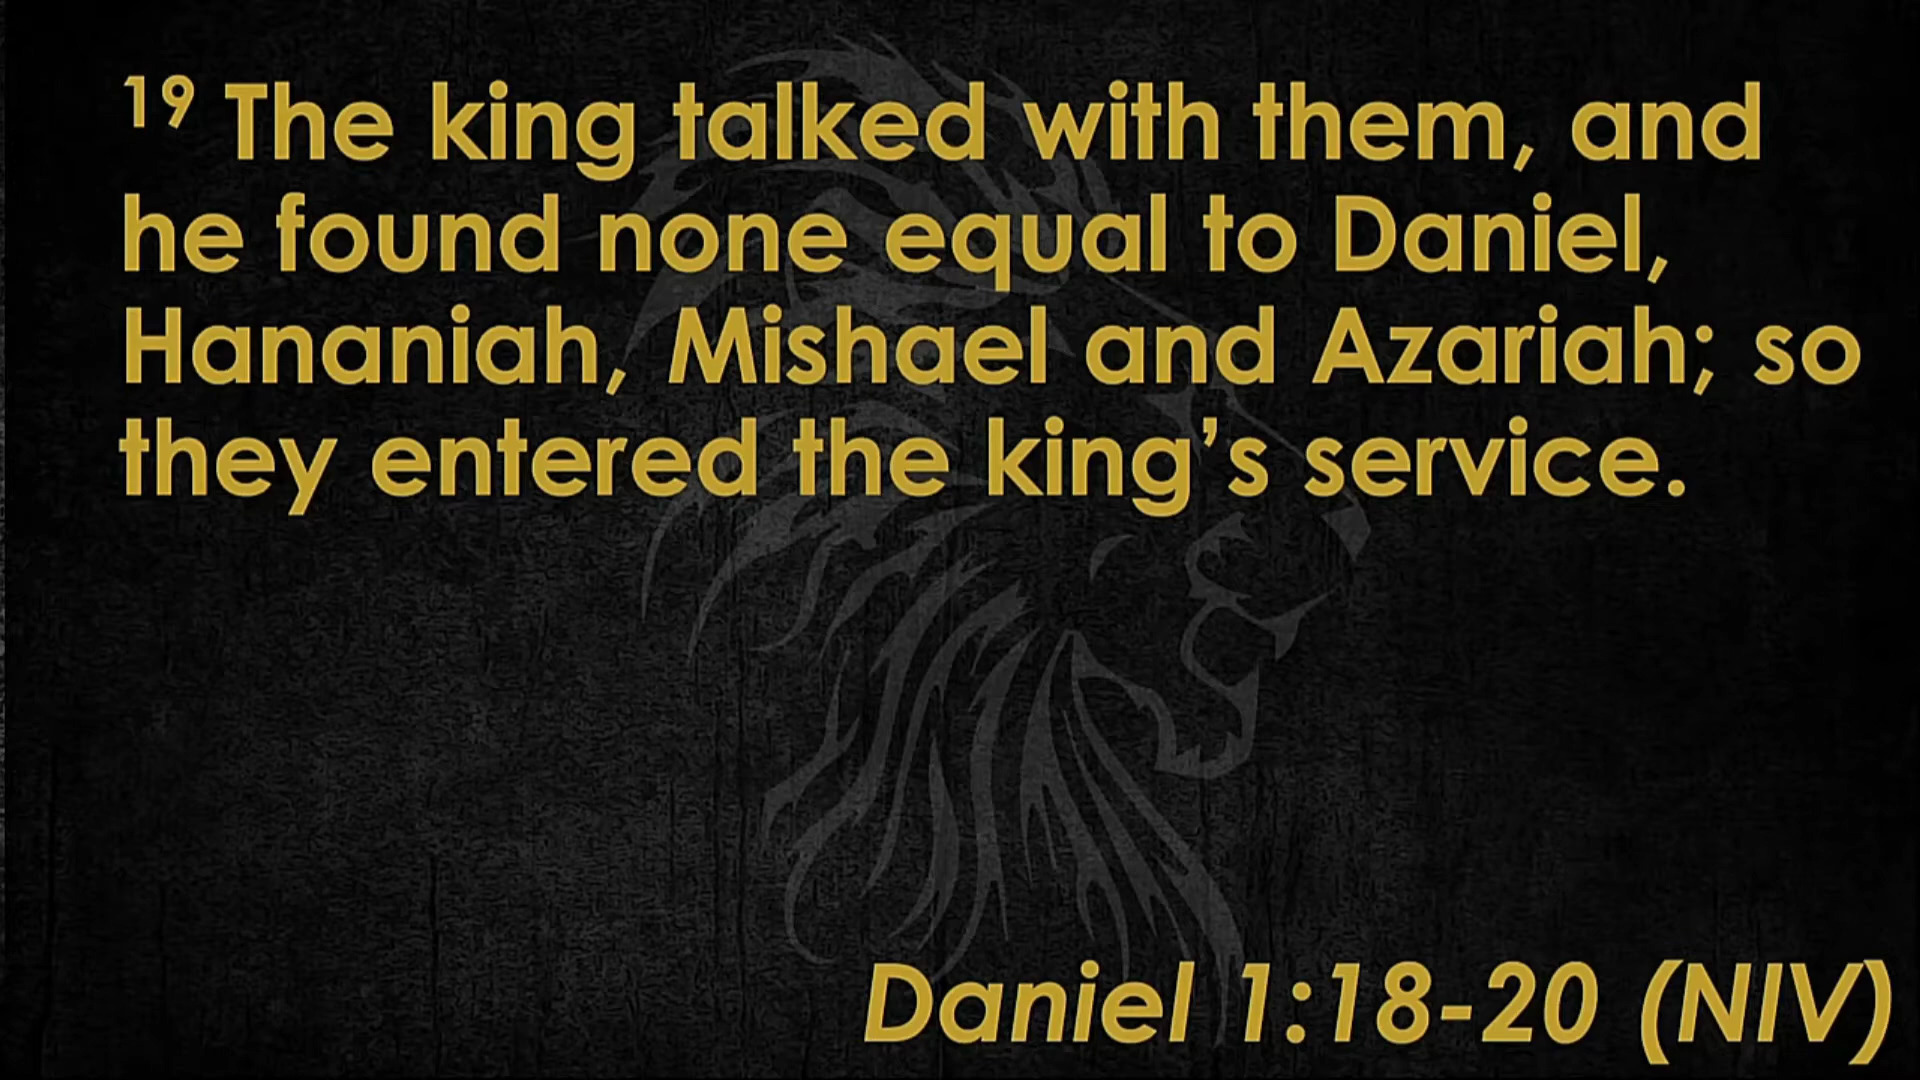 19 The king talked with them, and
he found none equal to Daniel,
Hananiah, Mishael and Azariah; so
they entered the king’s service.
Daniel 1:18-20 (NIV)